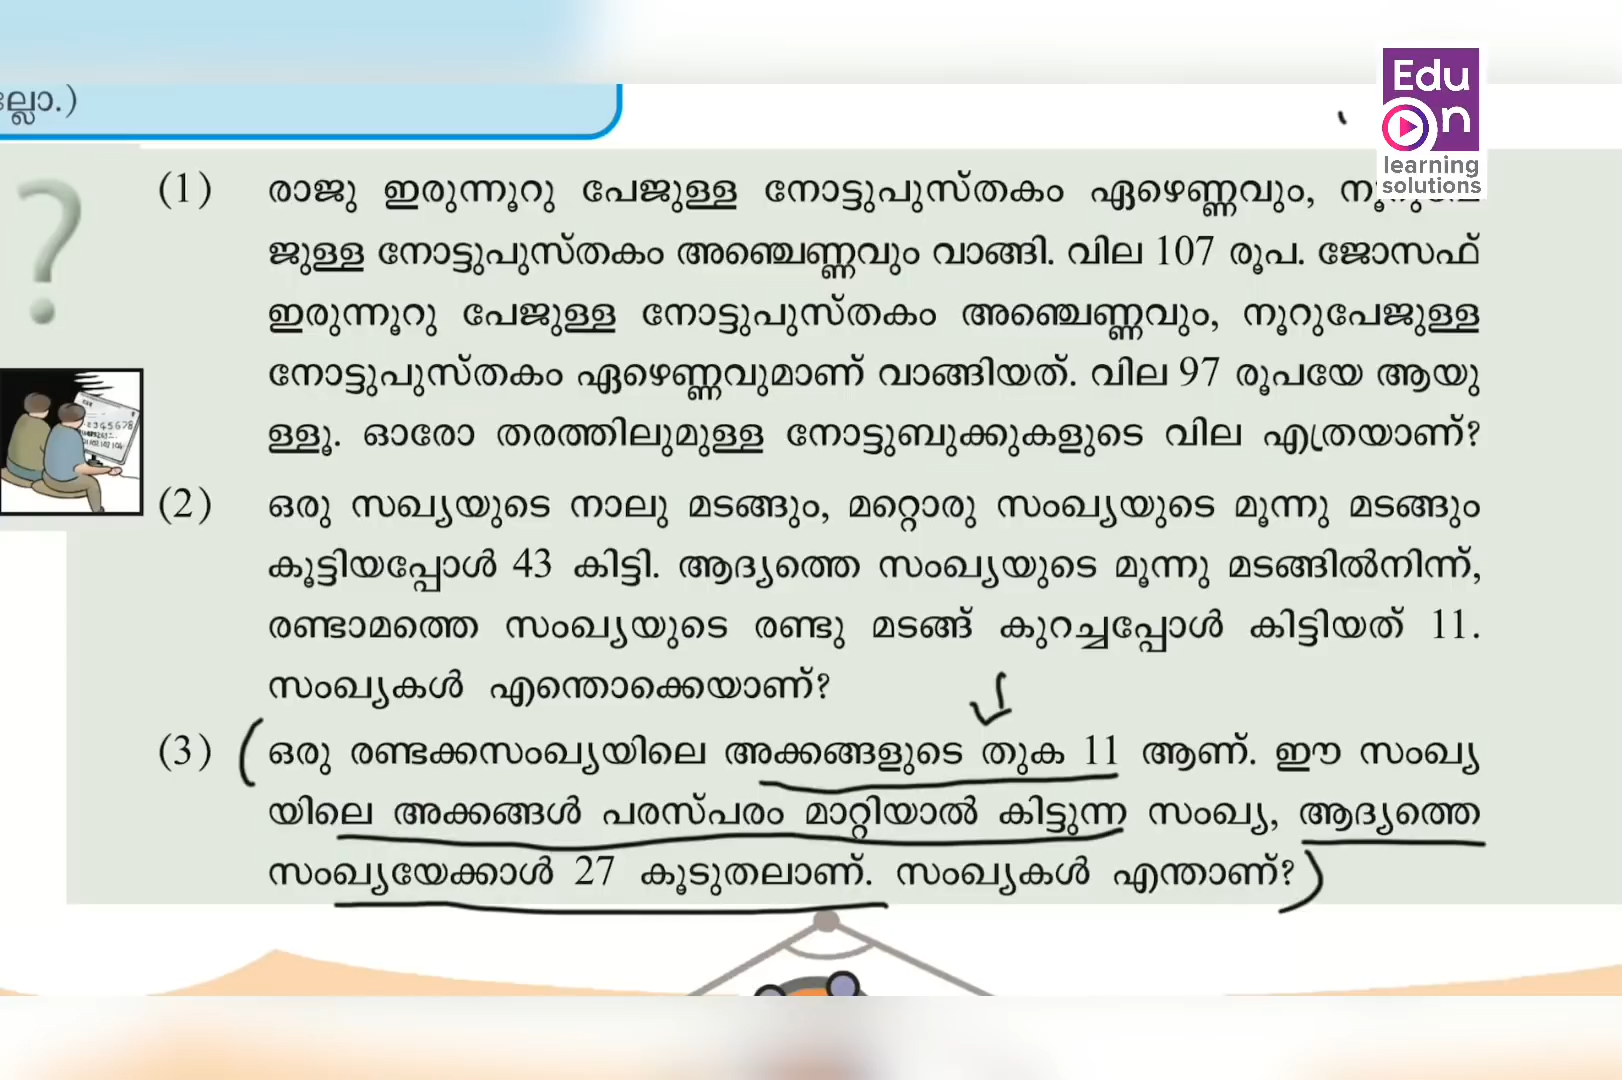 ല്ലോ.)
Edu
On
learning
solutions
(1) രാജു ഇരുന്നൂറു പേജുള്ള നോട്ടുപുസ്തകം ഏഴെണ്ണവും,
ജുള്ള നോട്ടുപുസ്തകം അഞ്ചെണ്ണവും വാങ്ങി. വില 107 രൂപ. ജോസഫ്
ഇരുന്നൂറു പേജുള്ള നോട്ടുപുസ്തകം അഞ്ചെണ്ണവും, നൂറുപേജുള്ള
നോട്ടുപുസ്തകം ഏഴെണ്ണവുമാണ് വാങ്ങിയത്. വില 97 രൂപയേ ആയു
ള്ളൂ. ഓരോ തരത്തിലുമുള്ള നോട്ടുബുക്കുകളുടെ വില എത്രയാണ്?
(2) ഒരു സഖ്യയുടെ നാലു മടങ്ങും, മറ്റൊരു സംഖ്യയുടെ മൂന്നു മടങ്ങും
കൂട്ടിയപ്പോൾ 43 കിട്ടി. ആദ്യത്തെ സംഖ്യയുടെ മൂന്നു മടങ്ങിൽനിന്ന്,
രണ്ടാമത്തെ സംഖ്യയുടെ രണ്ടു മടങ്ങ് കുറച്ചപ്പോൾ കിട്ടിയത് 11.
സംഖ്യകൾ എന്തൊക്കെയാണ്?
(3) ഒരു രണ്ടക്കസംഖ്യയിലെ അക്കങ്ങളുടെ തുക 11 ആണ്. ഈ സംഖ്യ
യിലെ അക്കങ്ങൾ പരസ്പരം മാറ്റിയാൽ കിട്ടുന്ന സംഖ്യ, ആദ്യത്തെ
സംഖ്യയേക്കാൾ 27 കൂടുതലാണ്. സംഖ്യകൾ എന്താണ്?